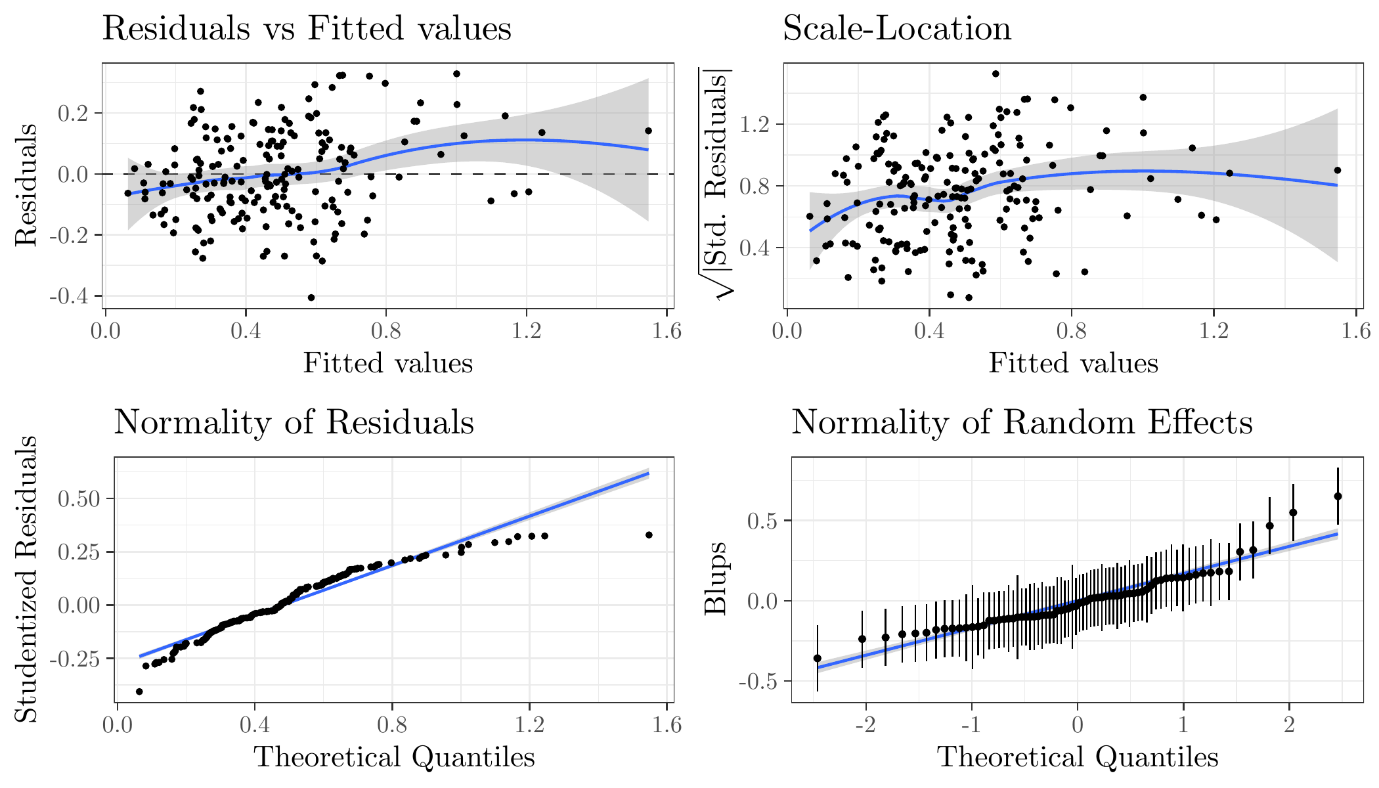 Residuals vs Fitted values
Residuals
0.2
0.0
-0.2
-0.4
0.0 0.4 0.8 1.2 1.6
Fitted values
Scale-Location
√|Std. Residuals|
1.2
0.8
0.4
0.0 0.4 0.8 1.2 1.6
Fitted values
Normality of Residuals
Studentized Residuals
0.50
0.25
0.00
-0.25
0.0 0.4 0.8 1.2 1.6
Theoretical Quantiles
Normality of Random Effects
Blups
0.5
0.0
-0.5
-2 -1 0 1 2
Theoretical Quantiles